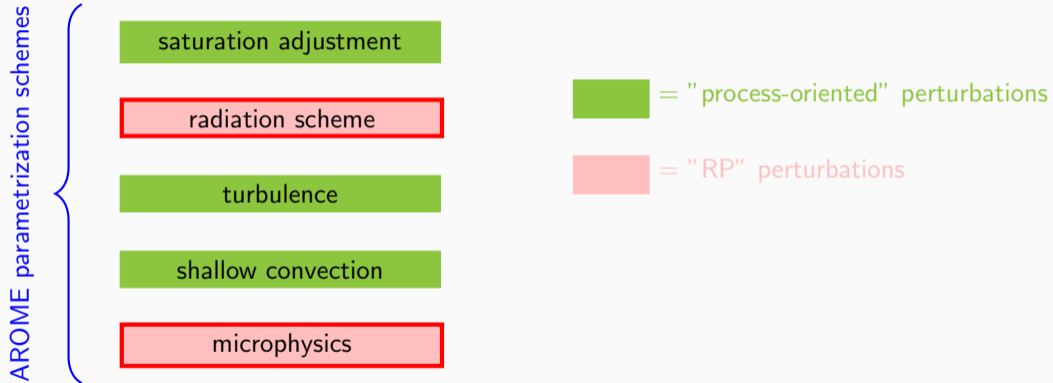 AROME parametrization schemes
saturation adjustment
radiation scheme
turbulence
shallow convection
microphysics
= "process-oriented" perturbations
= "RP" perturbations